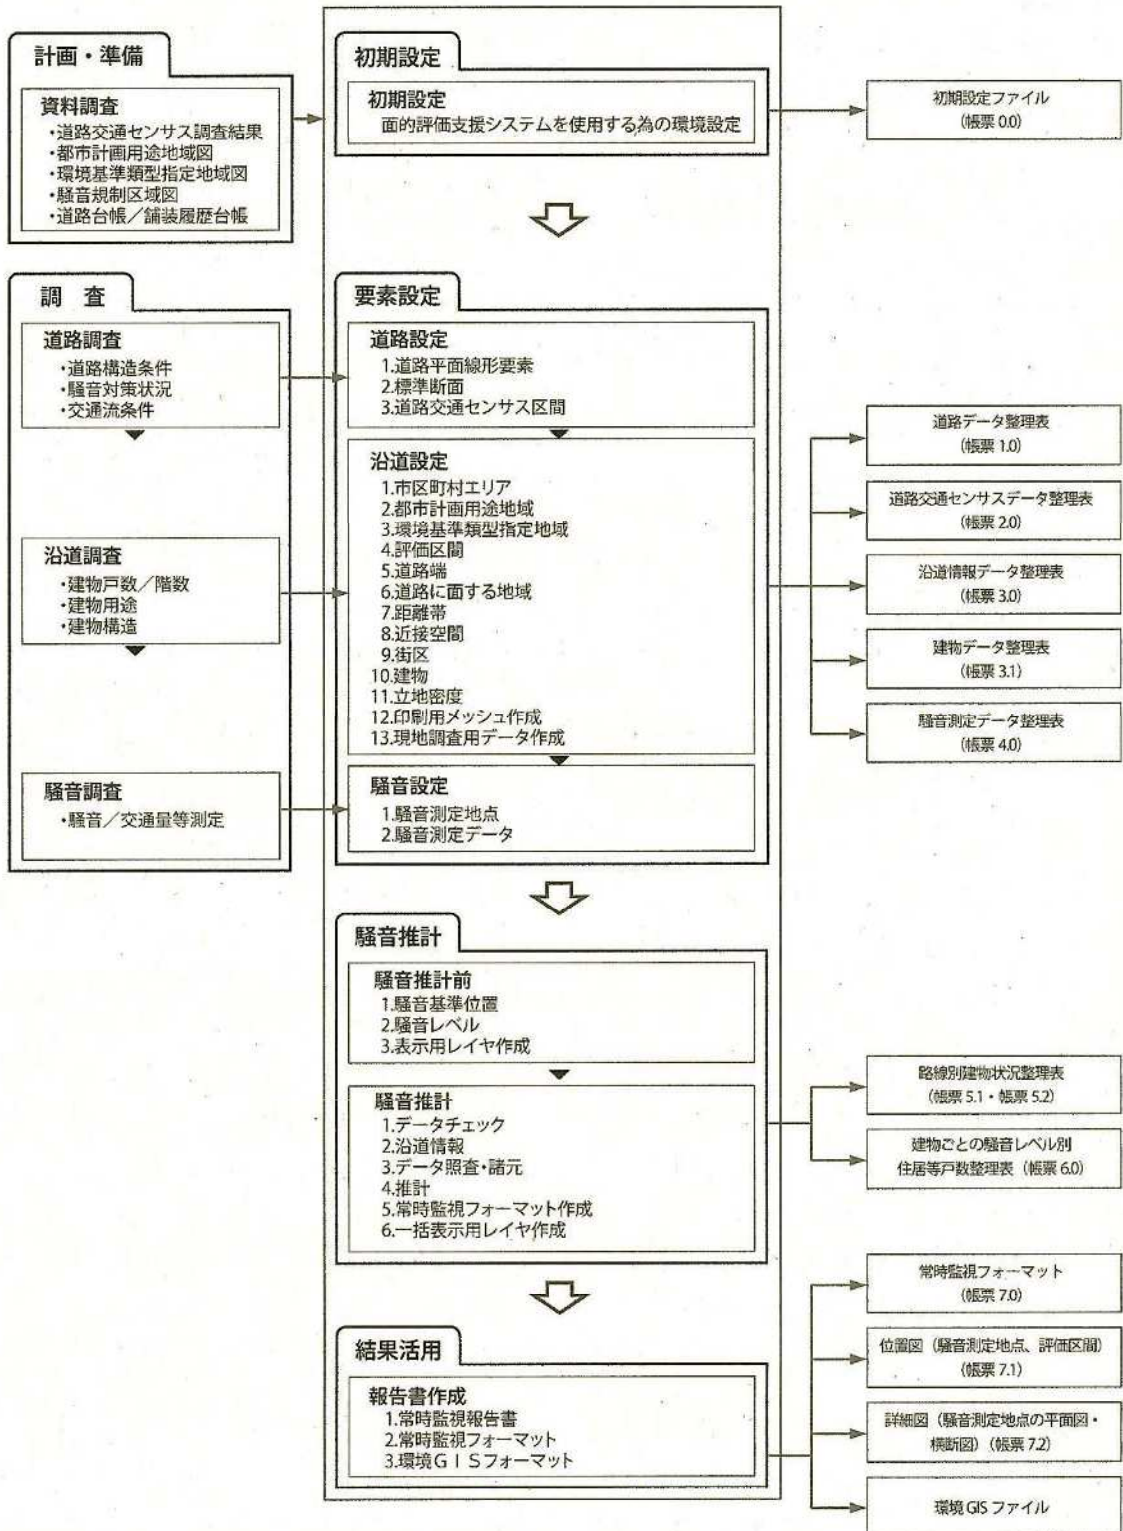 計画・準備
資料調査
・道路交通センサス調査結果
・都市計画用途地域図
・環境基準類型指定地域図
・騒音規制区域図
・道路台帳／舗装履歴台帳
初期設定
初期設定
面的評価支援システムを使用する為の環境設定
初期設定ファイル
(帳票 0.0)
調　査
道路調査
・道路構造条件
・騒音対策状況
・交通流条件
沿道調査
・建物戸数／階数
・建物用途
・建物構造
騒音調査
・騒音／交通量等測定
要素設定
道路設定
1.道路平面線形要素
2.標準断面
3.道路交通センサス区間
沿道設定
1.市区町村エリア
2.都市計画用途地域
3.環境基準類型指定地域
4.評価区間
5.道路端
6.道路に面する地域
7.距離帯
8.近接空間
9.街区
10.建物
11.立地密度
12.印刷用メッシュ作成
13.現地調査用データ作成
騒音設定
1.騒音測定地点
2.騒音測定データ
道路データ整理表
(帳票 1.0)
道路交通センサスデータ整理表
(帳票 2.0)
沿道情報データ整理表
(帳票 3.0)
建物データ整理表
(帳票 3.1)
騒音測定データ整理表
(帳票 4.0)
騒音推計
騒音推計前
1.騒音基準位置
2.騒音レベル
3.表示用レイヤ作成
騒音推計
1.データチェック
2.沿道情報
3.データ照査・諸元
4.推計
5.常時監視フォーマット作成
6.一括表示用レイヤ作成
路線別建物状況整理表
(帳票 5.1・帳票 5.2)
建物ごとの騒音レベル別
住居等戸数整理表（帳票 6.0）
結果活用
報告書作成
1.常時監視報告書
2.常時監視フォーマット
3.環境GＩＳフォーマット
常時監視フォーマット
(帳票 7.0)
位置図（騒音測定地点、評価区間）
(帳票 7.1)
詳細図（騒音測定地点の平面図・
横断図）（帳票 7.2）
環境 GIS ファイル